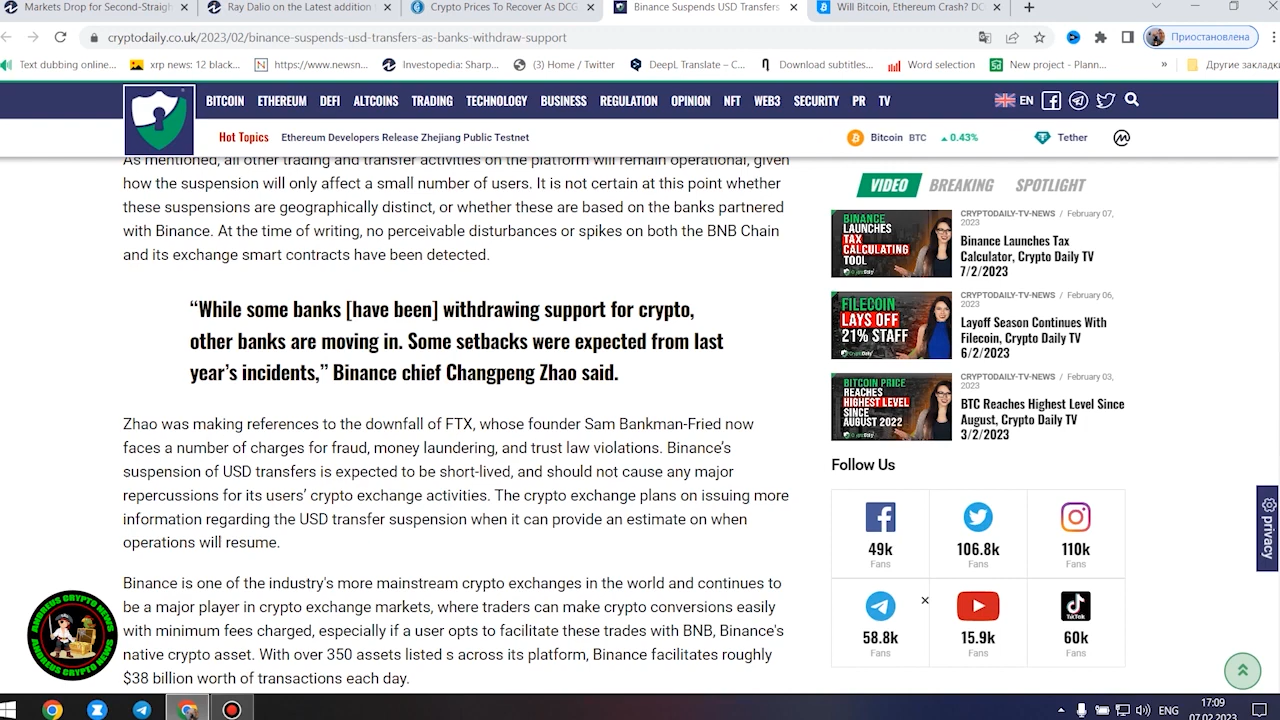 Markets Drop for Second-Straigh
Ray Dalio on the Latest addition
Crypto Prices To Recover As DCG
Binance Suspends USD Transfers
Will Bitcoin, Ethereum Crash? DC
cryptodaily.co.uk/2023/02/binance-suspends-usd-transfers-as-banks-withdraw-support
Приостановлена
Text dubbing online...
xrp news: 12 black...
https://www.newsn...
Investopedia: Sharp...
(3) Home / Twitter
DeepL Translate – C...
Download subtitles...
Word selection
New project - Plann...
»
Другие закладки
BITCOIN ETHEREUM DEFI ALTCOINS TRADING TECHNOLOGY BUSINESS REGULATION OPINION NFT WEB3 SECURITY PR TV
EN
Hot Topics Ethereum Developers Release Zhejiang Public Testnet
Bitcoin BTC ▲0.43%
Tether
As mentioned, all other trading and transfer activities on the platform will remain operational, given
how the suspension will only affect a small number of users. It is not certain at this point whether
these suspensions are geographically distinct, or whether these are based on the banks partnered
with Binance. At the time of writing, no perceivable disturbances or spikes on both the BNB Chain
and its exchange smart contracts have been detected.
“While some banks [have been] withdrawing support for crypto,
other banks are moving in. Some setbacks were expected from last
year’s incidents,” Binance chief Changpeng Zhao said.
Zhao was making references to the downfall of FTX, whose founder Sam Bankman-Fried now
faces a number of charges for fraud, money laundering, and trust law violations. Binance’s
suspension of USD transfers is expected to be short-lived, and should not cause any major
repercussions for its users’ crypto exchange activities. The crypto exchange plans on issuing more
information regarding the USD transfer suspension when it can provide an estimate on when
operations will resume.
Binance is one of the industry's more mainstream crypto exchanges in the world and continues to
be a major player in crypto exchange markets, where traders can make crypto conversions easily
with minimum fees charged, especially if a user opts to facilitate these trades with BNB, Binance's
native crypto asset. With over 350 assets listed s across its platform, Binance facilitates roughly
$38 billion worth of transactions each day.
VIDEO BREAKING SPOTLIGHT
BINANCE
LAUNCHES
TAX
CALCULATING
TOOL
CRYPTODAILY-TV-NEWS / February 07,
2023
Binance Launches Tax
Calculator, Crypto Daily TV
7/2/2023
FILECOIN
LAYS OFF
21% STAFF
CRYPTODAILY-TV-NEWS / February 06,
2023
Layoff Season Continues With
Filecoin, Crypto Daily TV
6/2/2023
BITCOIN PRICE
REACHES
HIGHEST LEVEL
SINCE
AUGUST 2022
CRYPTODAILY-TV-NEWS / February 03,
2023
BTC Reaches Highest Level Since
August, Crypto Daily TV
3/2/2023
Follow Us
49k
Fans
106.8k
Fans
110k
Fans
58.8k
Fans
15.9k
Fans
TikTok
60k
Fans
privacy
ANDREUS CRYPTO NEWS
ANDREUS CRYPTO NEWS
ENG
17:09
07.02.2023